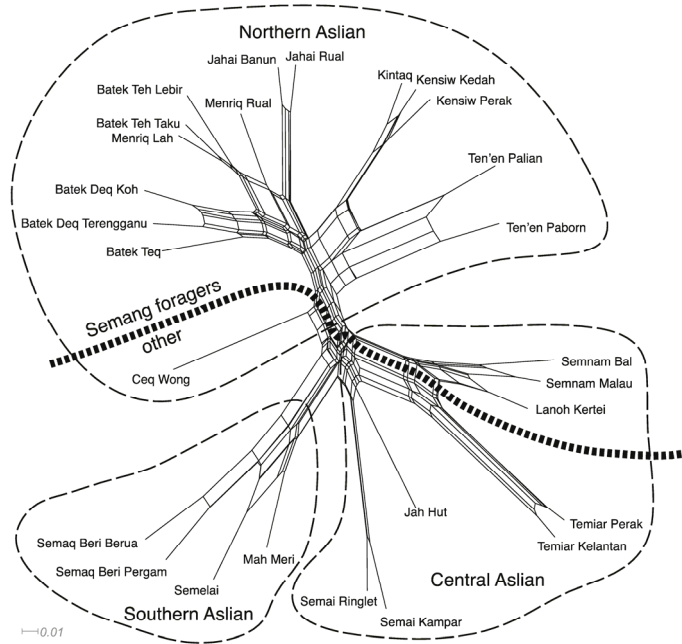 Northern Aslian
Jahai Banun
Jahai Rual
Kintaq
Kensiw Kedah
Kensiw Perak
Batek Teh Lebir
Menriq Rual
Batek Teh Taku
Menriq Lah
Ten'en Palian
Batek Deq Koh
Batek Deq Terengganu
Ten'en Paborn
Batek Teq
Semang foragers
other
Ceq Wong
Semnam Bal
Semnam Malau
Lanoh Kertei
Jah Hut
Temiar Perak
Temiar Kelantan
Semaq Beri Berua
Mah Meri
Semaq Beri Pergam
Semelai
Central Aslian
Semai Ringlet
Southern Aslian
Semai Kampar
0.01